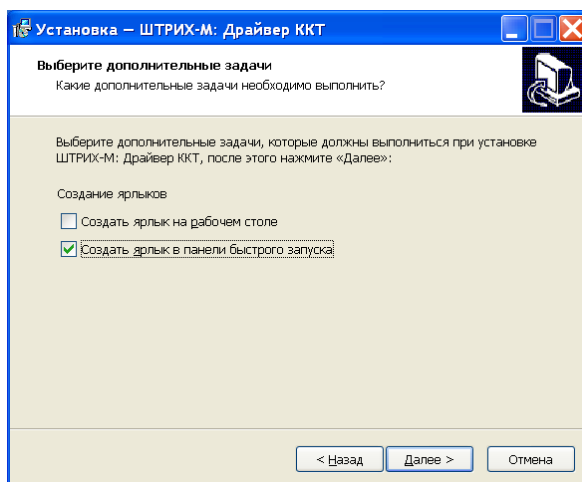 Установка — ШТРИХ-М: Драйвер ККТ
Выберите дополнительные задачи
Какие дополнительные задачи необходимо выполнить?
Выберите дополнительные задачи, которые должны выполниться при установке
ШТРИХ-М: Драйвер ККТ, после этого нажмите «Далее»:
Создание ярлыков
Создать ярлык на рабочем столе
Создать ярлык в панели быстрого запуска
< Назад
Далее >
Отмена